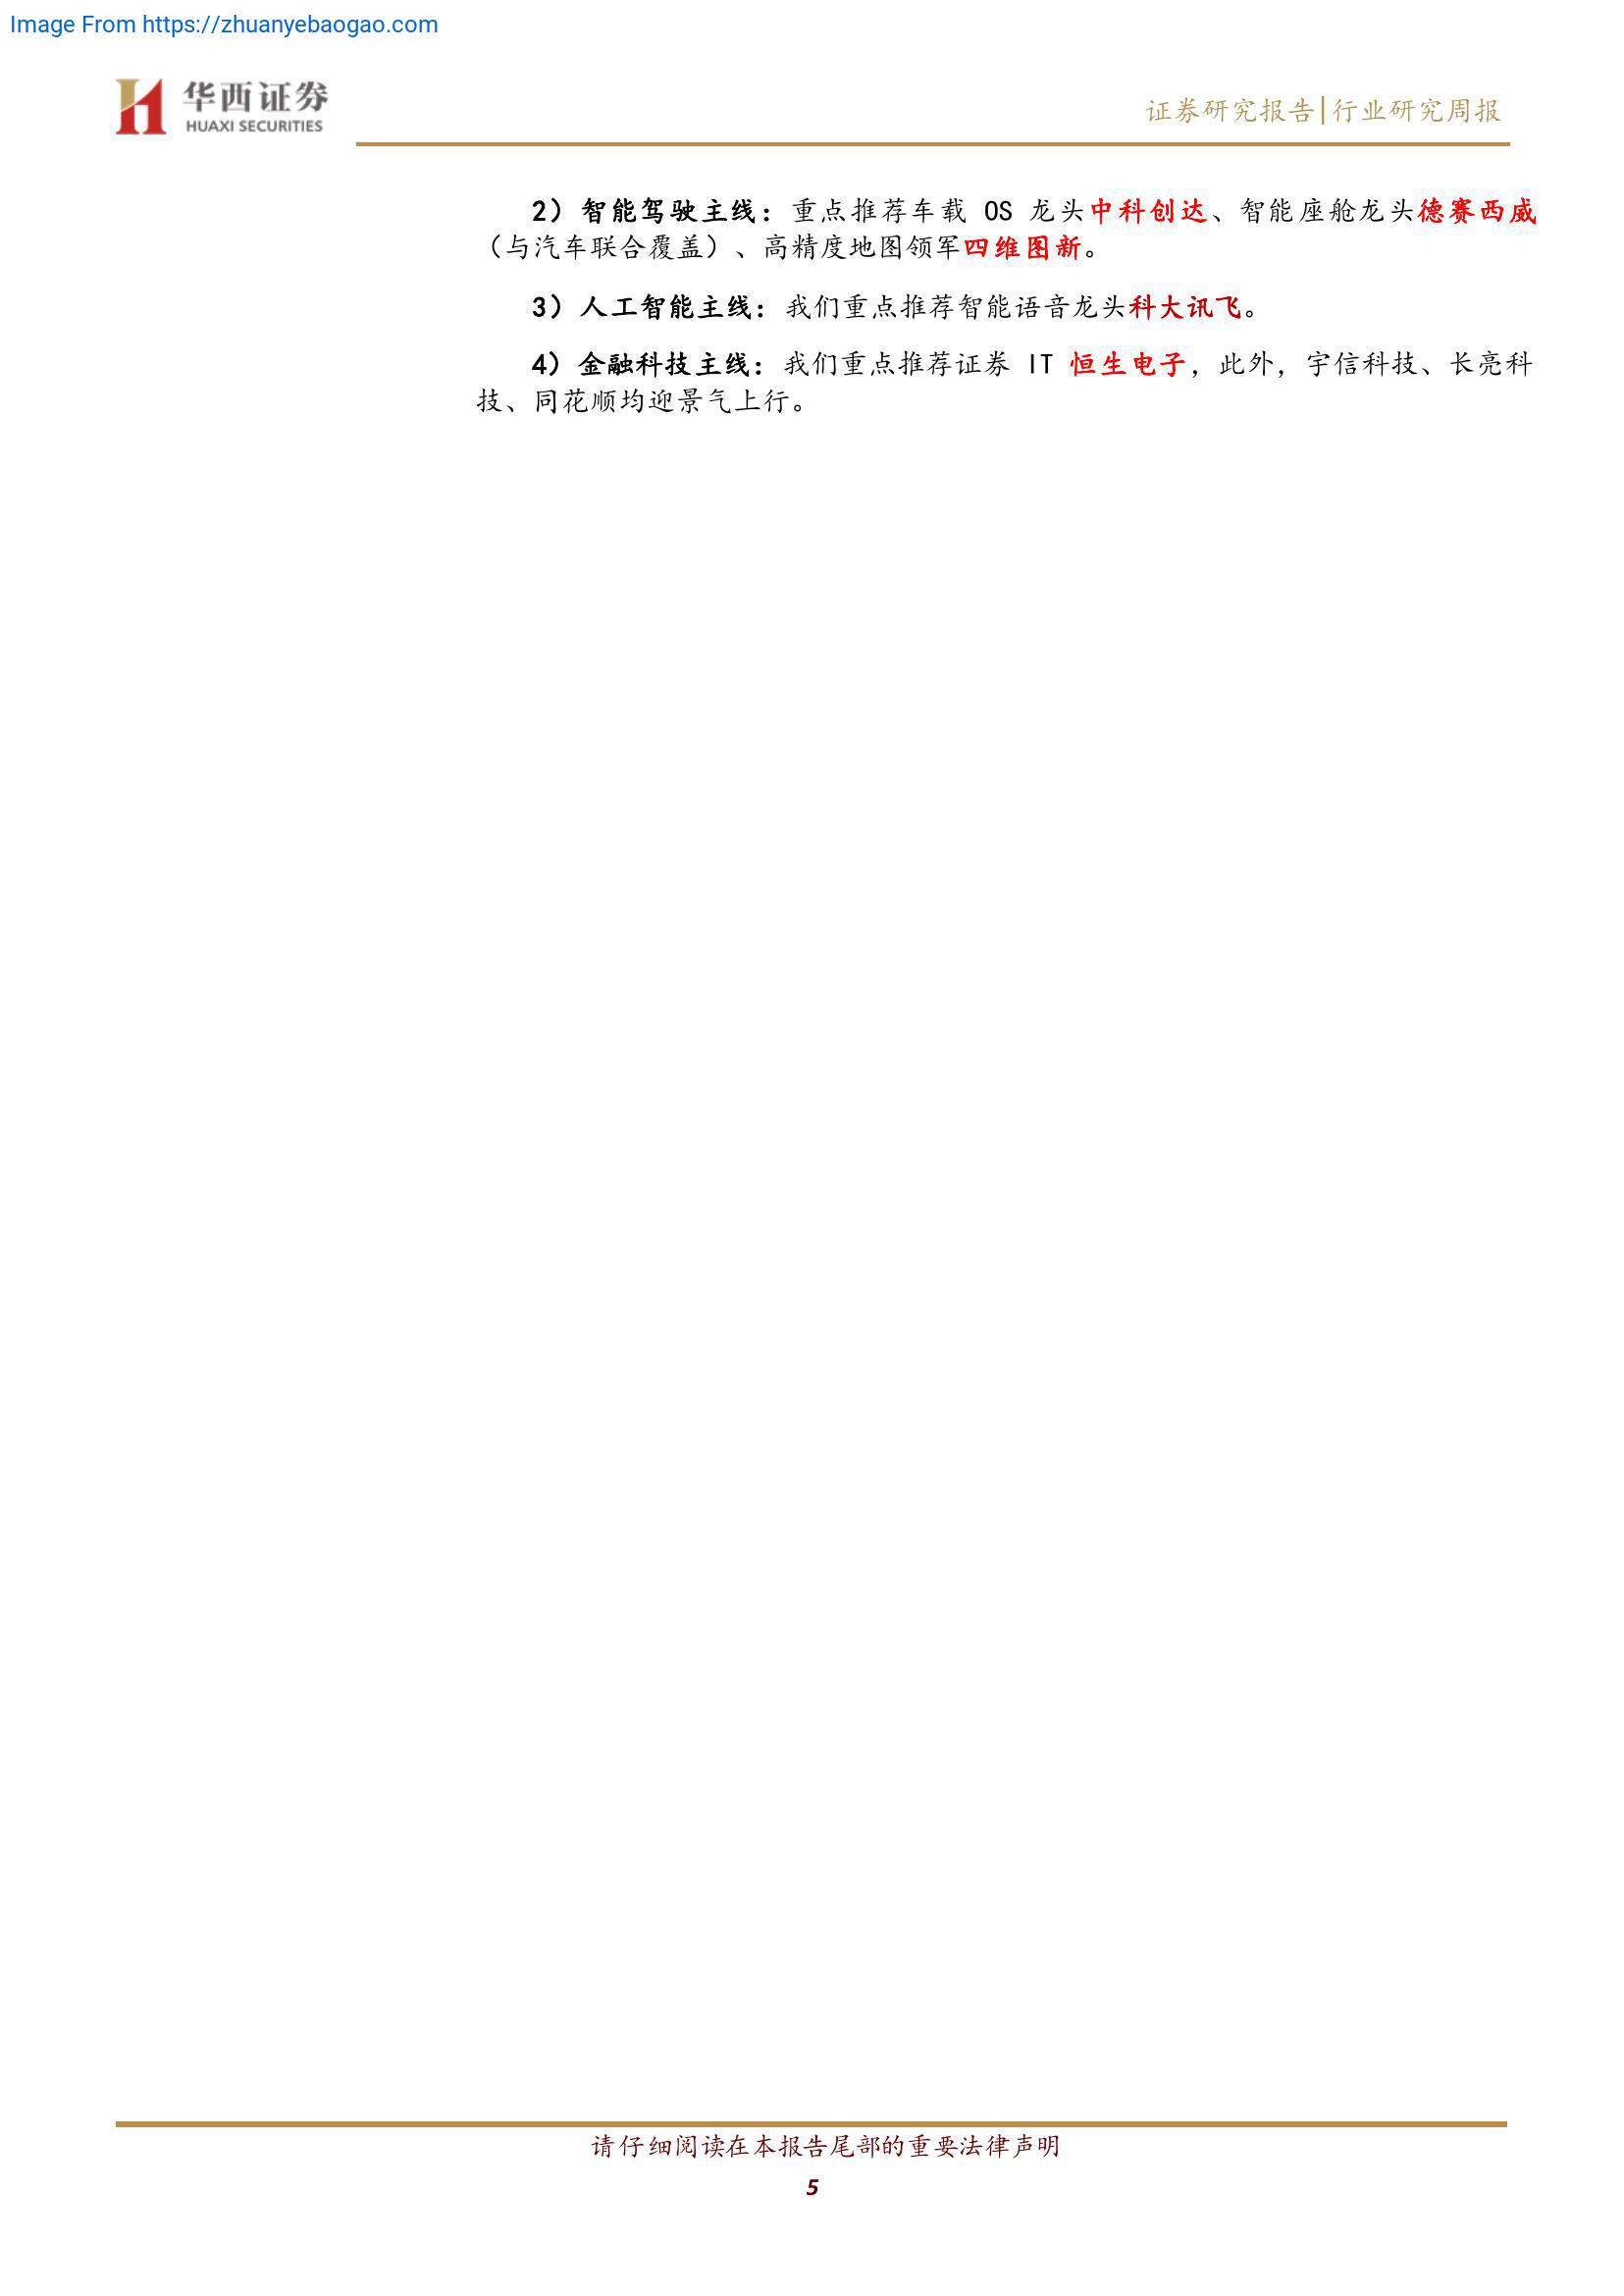 Image From https://zhuanyebaogao.com
华西证券
HUAXI SECURITIES
证券研究报告|行业研究周报
2）智能驾驶主线：重点推荐车载 OS 龙头中科创达、智能座舱龙头德赛西威
（与汽车联合覆盖）、高精度地图领军四维图新。
3）人工智能主线：我们重点推荐智能语音龙头科大讯飞。
4）金融科技主线：我们重点推荐证券 IT 恒生电子，此外，宇信科技、长亮科
技、同花顺均迎景气上行。
请仔细阅读在本报告尾部的重要法律声明
5